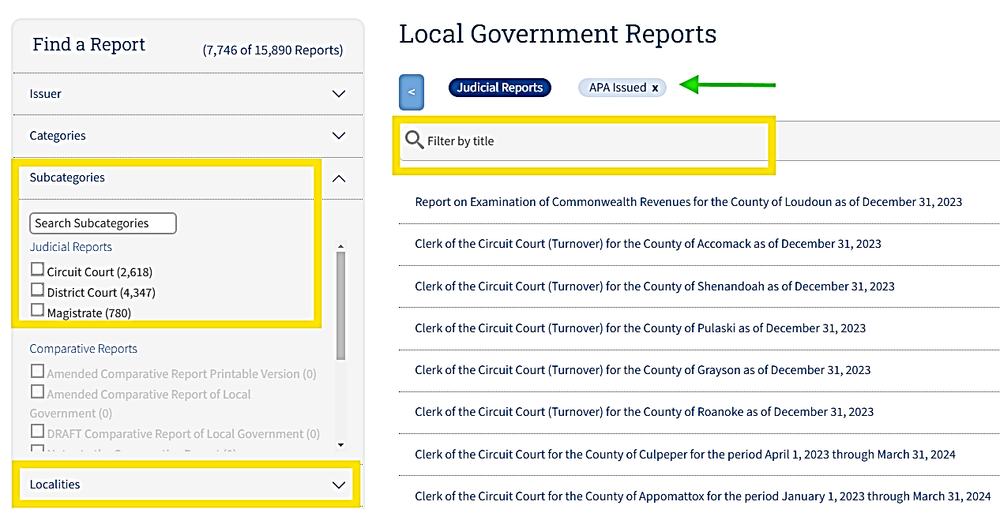 Find a Report
(7,746 of 15,890 Reports)
Issuer
Categories
Subcategories
Search Subcategories
Judicial Reports
Circuit Court (2,618)
District Court (4,347)
Magistrate (780)
Comparative Reports
Amended Comparative Report Printable Version (0)
Amended Comparative Report of Local
Government (0)
DRAFT Comparative Report of Local Government (0)
Localities
Local Government Reports
<
Judicial Reports
APA Issued x
Filter by title
Report on Examination of Commonwealth Revenues for the County of Loudoun as of December 31, 2023
Clerk of the Circuit Court (Turnover) for the County of Accomack as of December 31, 2023
Clerk of the Circuit Court (Turnover) for the County of Shenandoah as of December 31, 2023
Clerk of the Circuit Court (Turnover) for the County of Pulaski as of December 31, 2023
Clerk of the Circuit Court (Turnover) for the County of Grayson as of December 31, 2023
Clerk of the Circuit Court (Turnover) for the County of Roanoke as of December 31, 2023
Clerk of the Circuit Court for the County of Culpeper for the period April 1, 2023 through March 31, 2024
Clerk of the Circuit Court for the County of Appomattox for the period January 1, 2023 through March 31, 2024